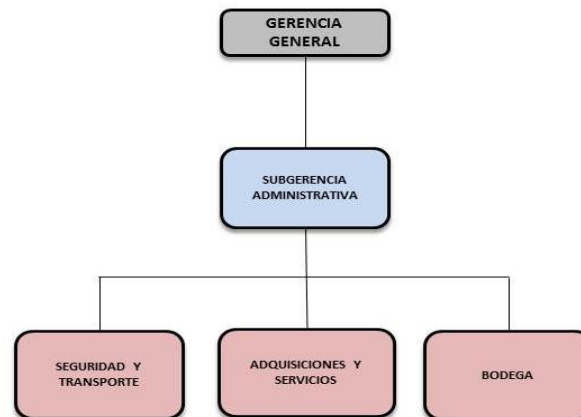 GERENCIA
GENERAL
SUBGERENCIA
ADMINISTRATIVA
SEGURIDAD Y
TRANSPORTE
ADQUISICIONES Y
SERVICIOS
BODEGA